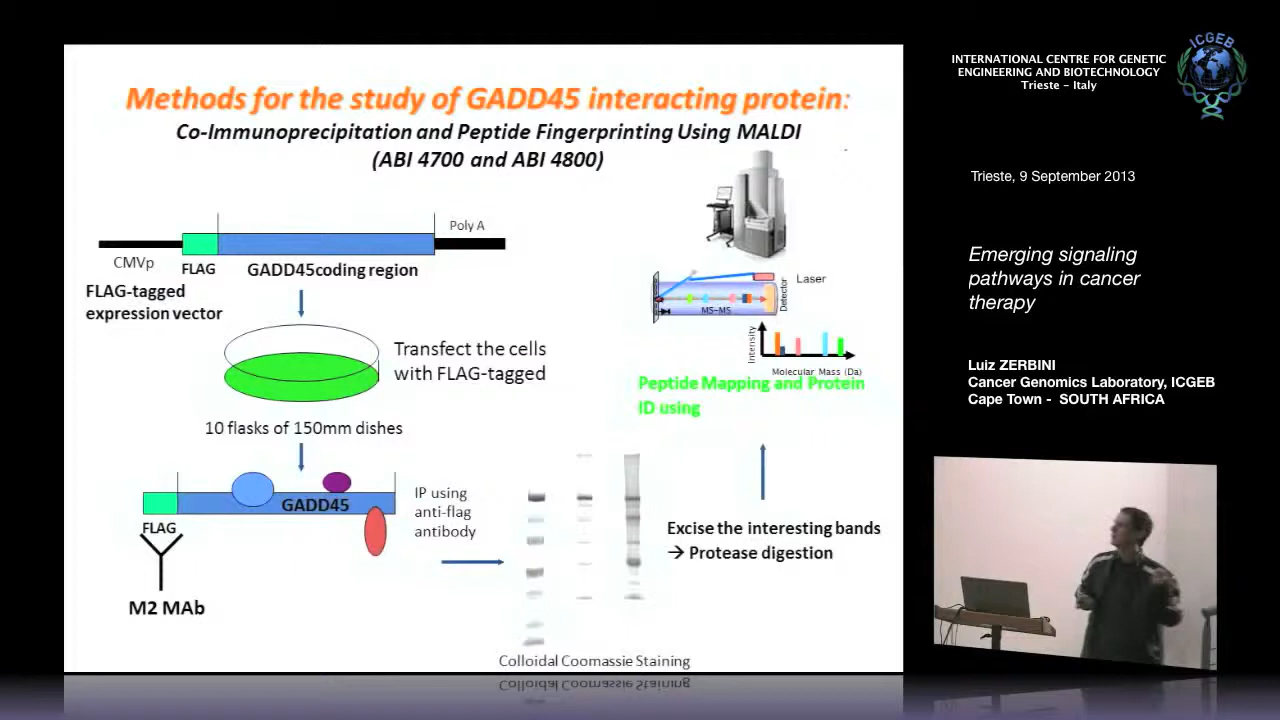 Methods for the study of GADD45 interacting protein:
Co-Immunoprecipitation and Peptide Fingerprinting Using MALDI
(ABI 4700 and ABI 4800)
CMVp
FLAG
GADD45coding region
Poly A
FLAG-tagged
expression vector
Transfect the cells
with FLAG-tagged
10 flasks of 150mm dishes
GADD45
FLAG
M2 MAb
IP using
anti-flag
antibody
Colloidal Coomassie Staining
Excise the interesting bands
→ Protease digestion
Peptide Mapping and Protein
ID using
Laser
Detector
MS-MS
Intensity
Molecular Mass (Da)
INTERNATIONAL CENTRE FOR GENETIC
ENGINEERING AND BIOTECHNOLOGY
Trieste - Italy
ICGEB
Trieste, 9 September 2013
Emerging signaling
pathways in cancer
therapy
Luiz ZERBINI
Cancer Genomics Laboratory, ICGEB
Cape Town - SOUTH AFRICA